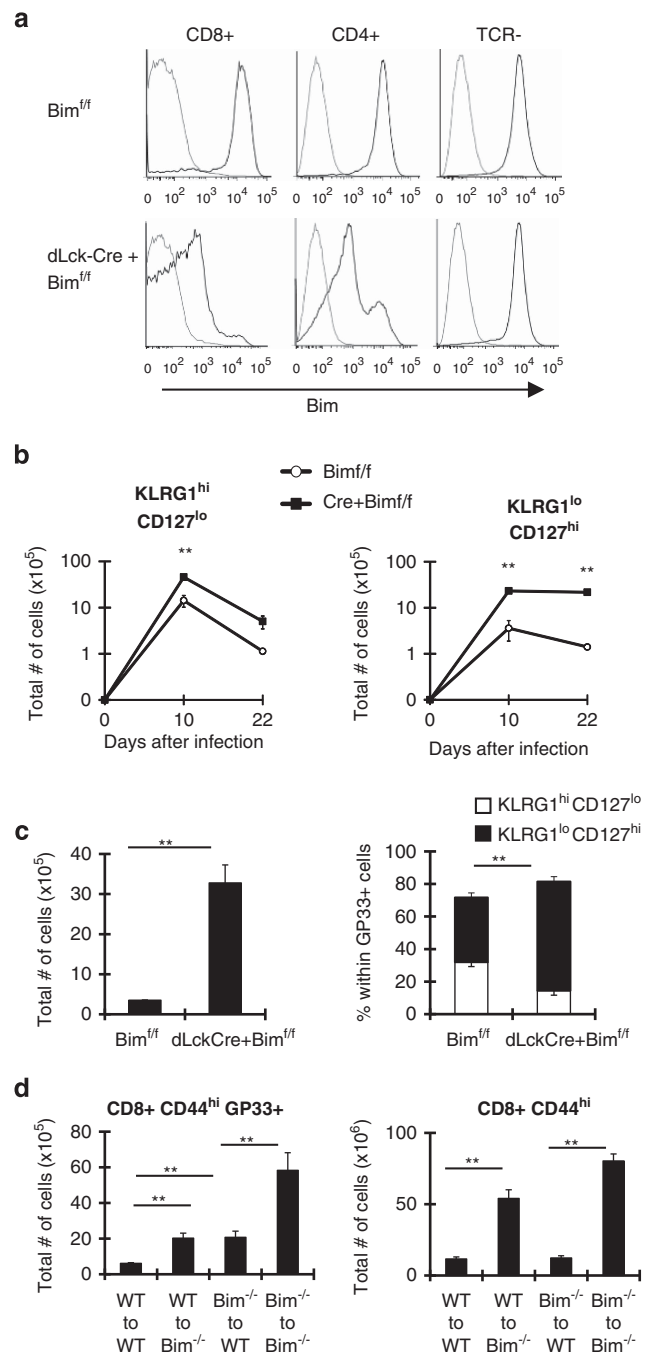 a
CD8+ CD4+ TCR-
Bim^f/f
0 10^2 10^3 10^4 10^5 0 10^2 10^3 10^4 10^5 0 10^2 10^3 10^4 10^5
dLck-Cre +
Bim^f/f
0 10^2 10^3 10^4 10^5 0 10^2 10^3 10^4 10^5 0 10^2 10^3 10^4 10^5
Bim
b
Bimf/f
Cre+Bimf/f
KLRG1^hi
CD127^lo
Total # of cells (x10^5)
100
10
1
0
**
0 10 22
Days after infection
KLRG1^lo
CD127^hi
Total # of cells (x10^5)
100
10
1
0
** **
0 10 22
Days after infection
c
Total # of cells (x10^5)
40
30
20
10
0
**
Bim^f/f dLckCre+Bim^f/f
KLRG1^hi CD127^lo
KLRG1^lo CD127^hi
% within GP33+ cells
100
80
60
40
20
0
**
Bim^f/f dLckCre+Bim^f/f
d
CD8+ CD44^hi GP33+
Total # of cells (x10^5)
80
60
40
20
0
**
**
**
WT WT Bim^-/- Bim^-/-
to to to to
WT Bim^-/- WT Bim^-/-
CD8+ CD44^hi
Total # of cells (x10^6)
100
50
0
** **
WT WT Bim^-/- Bim^-/-
to to to to
WT Bim^-/- WT Bim^-/-